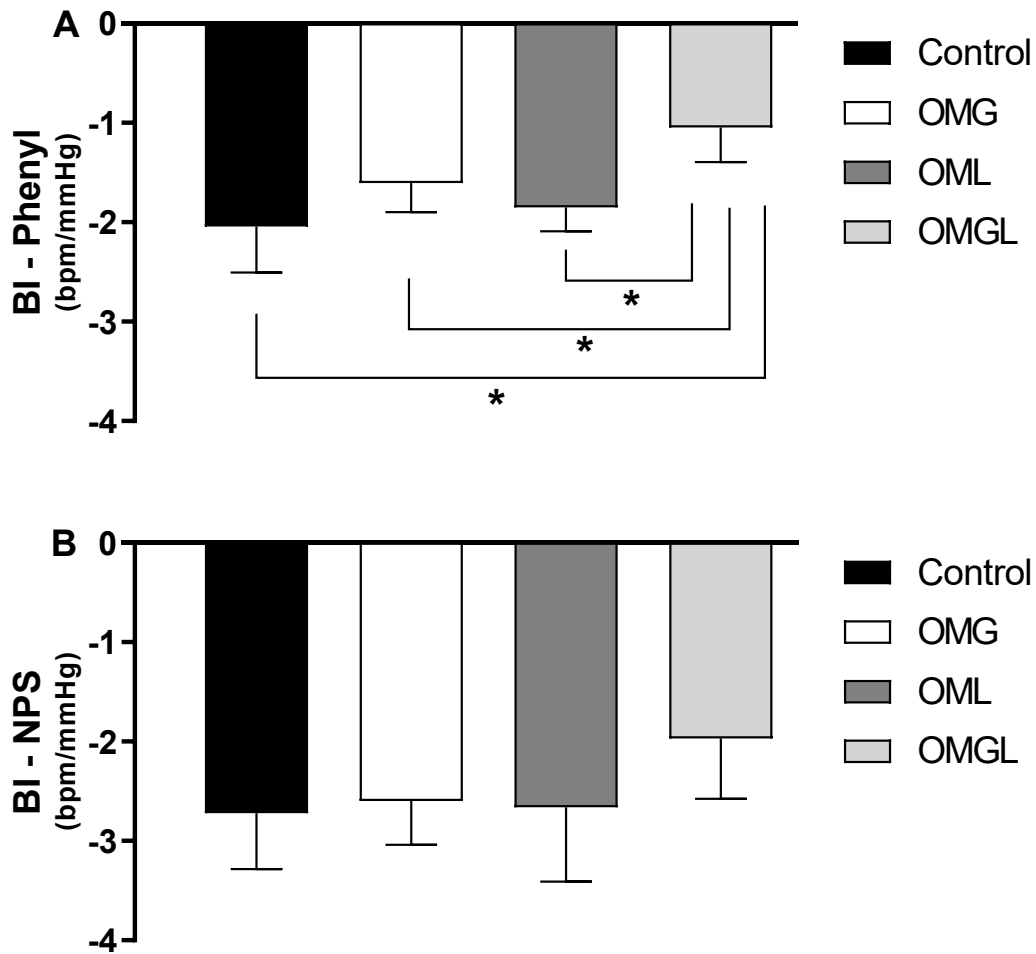 A
0
-1
-2
-3
-4
BI - Phenyl
(bpm/mmHg)
*
*
*
Control
OMG
OML
OMGL
B
0
-1
-2
-3
-4
BI - NPS
(bpm/mmHg)
Control
OMG
OML
OMGL